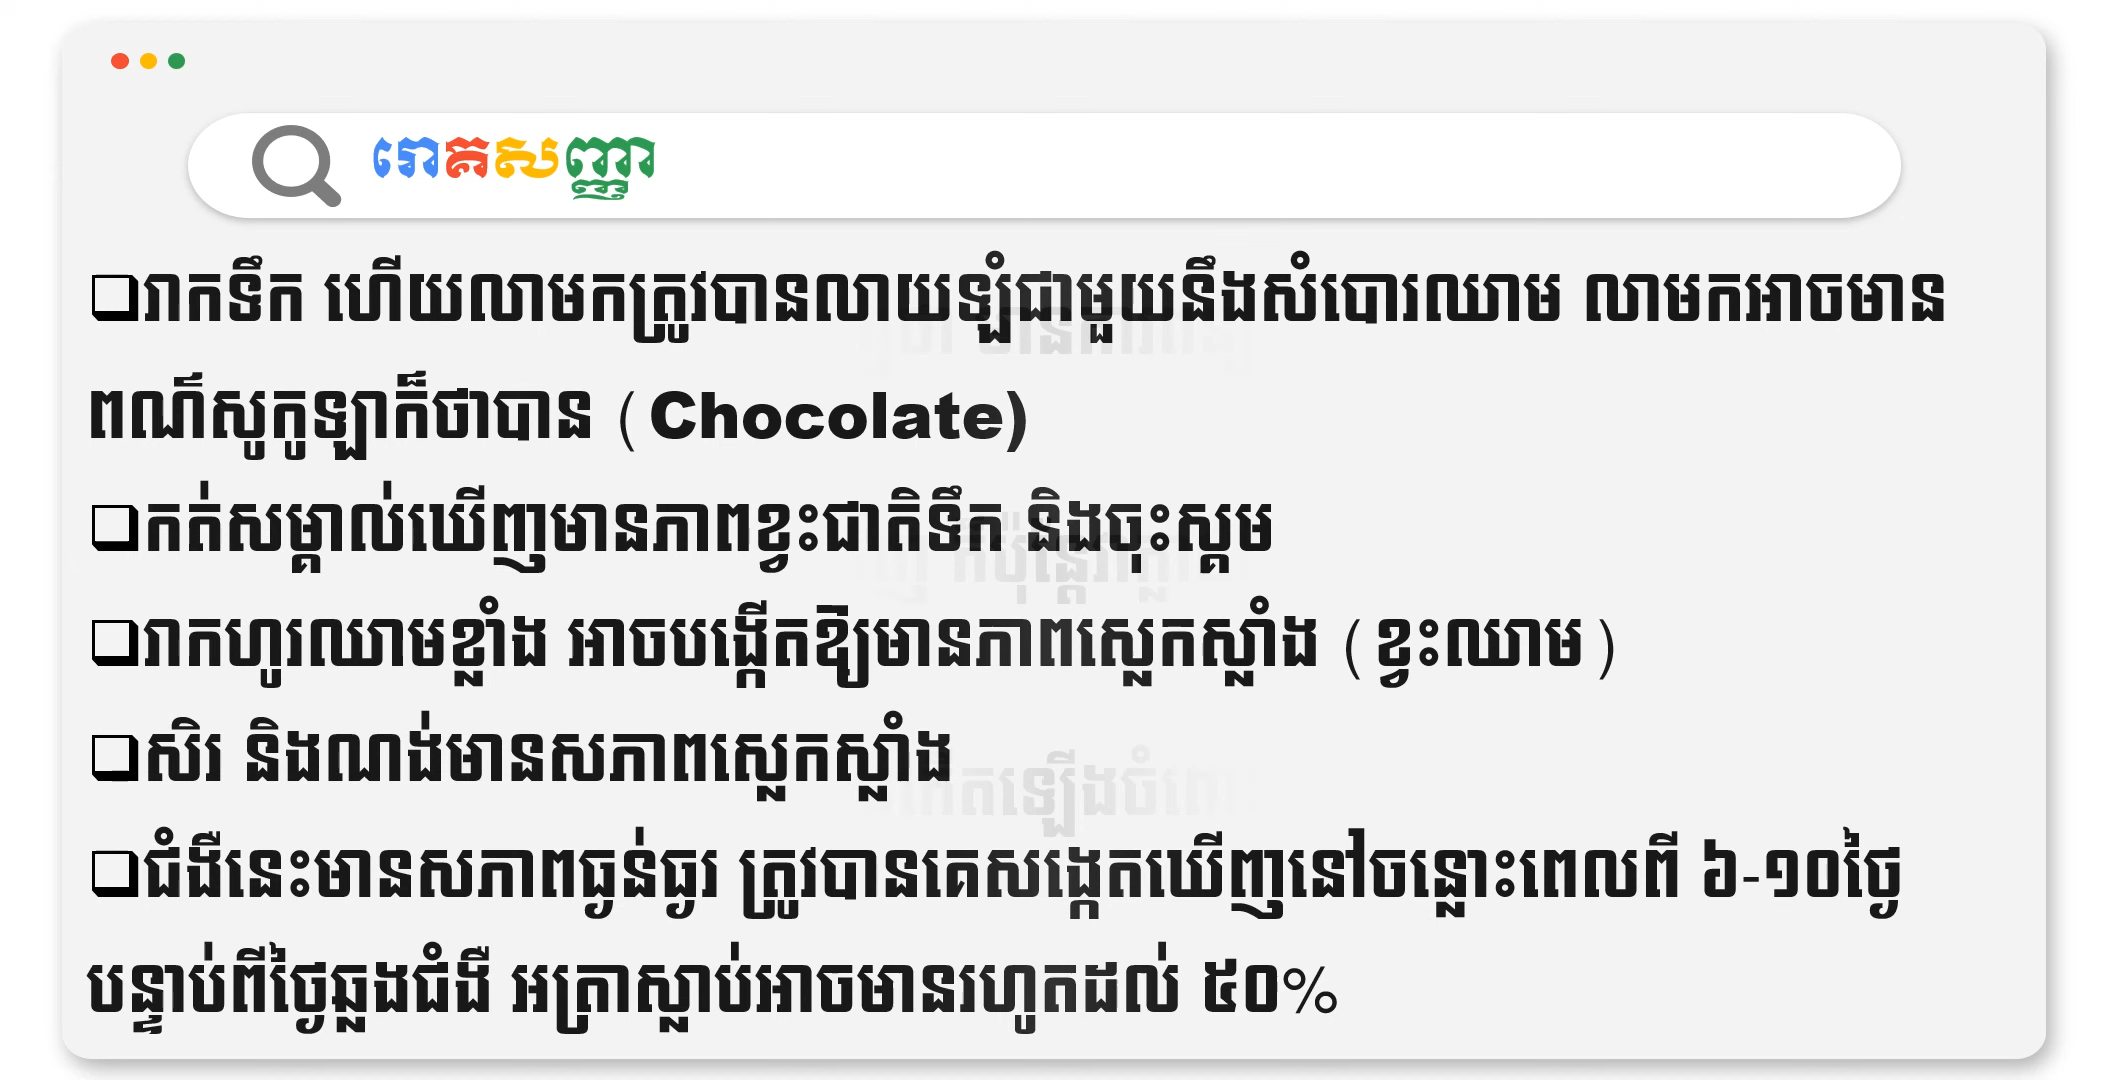 រោគសញ្ញា
❑រាកទឹក ហើយលាមកត្រូវបានលាយឡំជាមួយនឹងសំបោរឈាម លាមកអាចមាន
ពណ៌សូកូឡាក៏ថាបាន (Chocolate)
❑កត់សម្គាល់ឃើញមានភាពខ្វះជាតិទឹក និងចុះស្គម
❑រាកហូរឈាមខ្លាំង អាចបង្កើតឱ្យមានភាពស្លេកស្លាំង (ខ្វះឈាម)
❑សិរ និងណង់មានសភាពស្លេកស្លាំង
❑ជំងឺនេះមានសភាពធ្ងន់ធ្ងរ ត្រូវបានគេសង្កេតឃើញនៅចន្លោះពេលពី ៦-១០ថ្ងៃ
បន្ទាប់ពីថ្ងៃឆ្លងជំងឺ អត្រាស្លាប់អាចមានរហូតដល់ ៥០%